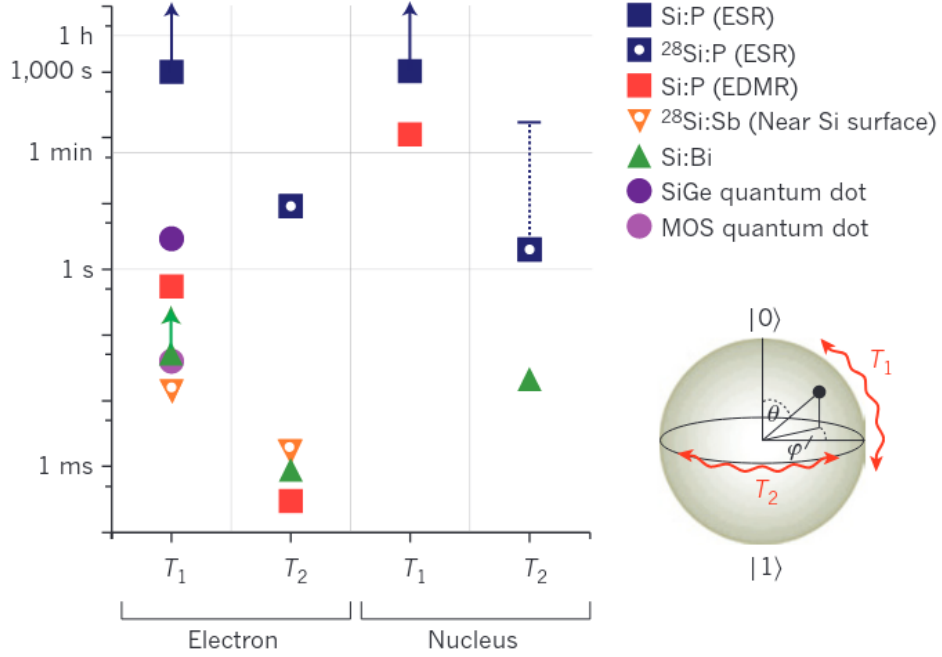 1 h
1,000 s
1 min
1 s
1 ms
T₁
T₂
T₁
T₂
Electron
Nucleus
Si:P (ESR)
²⁸Si:P (ESR)
Si:P (EDMR)
²⁸Si:Sb (Near Si surface)
Si:Bi
SiGe quantum dot
MOS quantum dot
|0⟩
T₁
θ
φ′
T₂
|1⟩